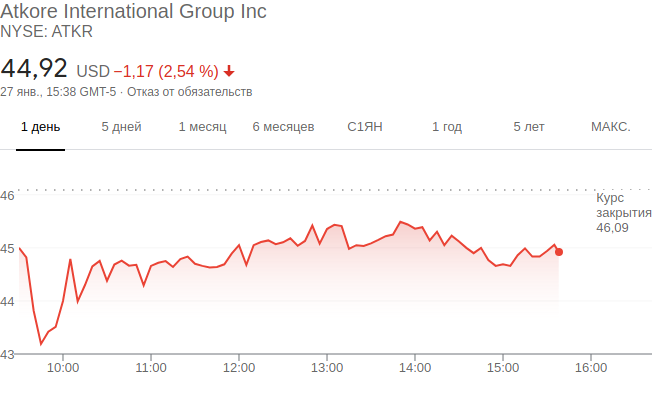 Atkore International Group Inc
NYSE: ATKR
44,92 USD −1,17 (2,54 %)
27 янв., 15:38 GMT-5 · Отказ от обязательств
1 день 5 дней 1 месяц 6 месяцев С1ЯН 1 год 5 лет МАКС.
46
Курс
закрытия
46,09
45
44
43
10:00 11:00 12:00 13:00 14:00 15:00 16:00